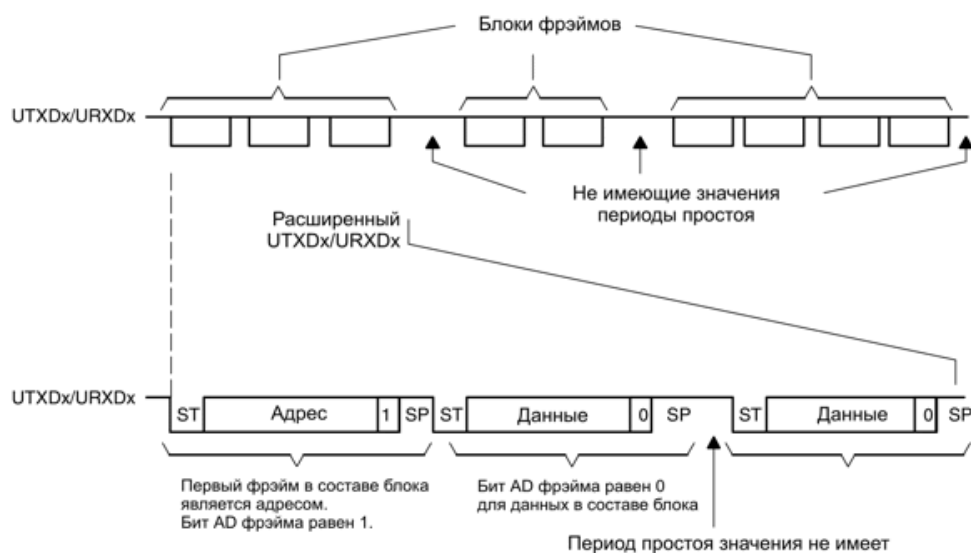 Блоки фрэймов
UTXDx/URXDx
Не имеющие значения
периоды простоя
Расширенный
UTXDx/URXDx
UTXDx/URXDx
ST Адрес 1 SP ST Данные 0 SP ST Данные 0 SP
Первый фрэйм в составе блока
является адресом.
Бит AD фрэйма равен 1.
Бит AD фрэйма равен 0
для данных в составе блока
Период простоя значения не имеет